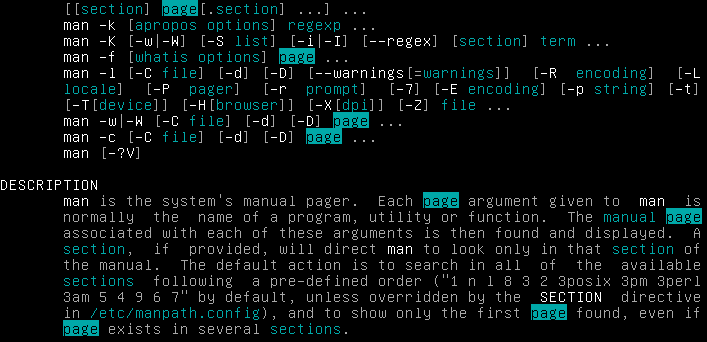 [[section] page[.section] ...] ...
man -k [apropos options] regexp ...
man -K [-w|-W] [-S list] [-i|-I] [--regex] [section] term ...
man -f [whatis options] page ...
man -l [-C file] [-d] [-D] [--warnings[=warnings]] [-R encoding] [-L
locale] [-P pager] [-r prompt] [-7] [-E encoding] [-p string] [-t]
[-T[device]] [-H[browser]] [-X[dpi]] [-Z] file ...
man -w|-W [-C file] [-d] [-D] page ...
man -c [-C file] [-d] [-D] page ...
man [-?V]
DESCRIPTION
man is the system's manual pager. Each page argument given to man is
normally the name of a program, utility or function. The manual page
associated with each of these arguments is then found and displayed. A
section, if provided, will direct man to look only in that section of
the manual. The default action is to search in all of the available
sections following a pre-defined order ("1 n l 8 3 2 3posix 3pm 3perl
3am 5 4 9 6 7" by default, unless overridden by the SECTION directive
in /etc/manpath.config), and to show only the first page found, even if
page exists in several sections.